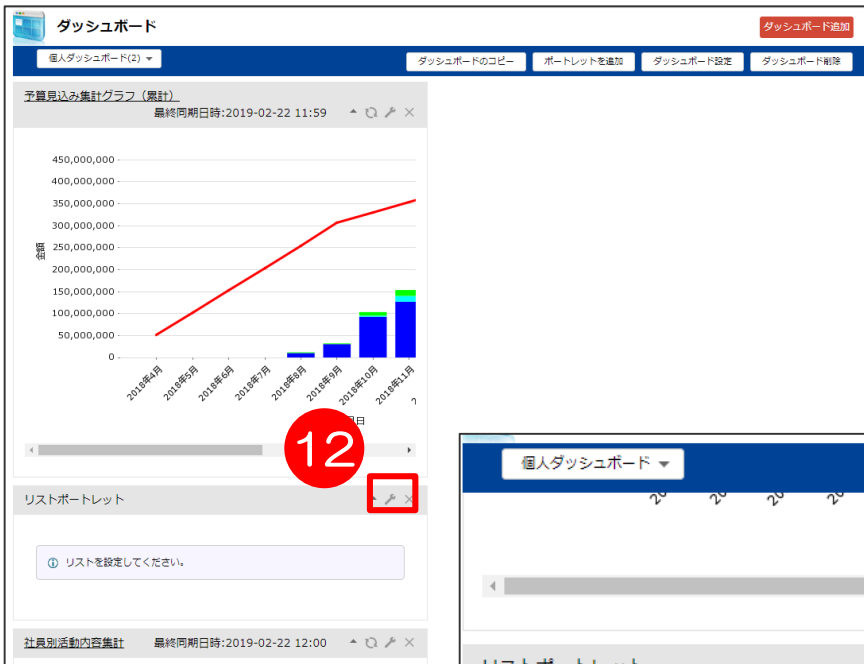 ダッシュボード
ダッシュボード追加
個人ダッシュボード(2)
ダッシュボードのコピー
ポートレットを追加
ダッシュボード設定
ダッシュボード削除
予算見込み集計グラフ（累計）
最終同期日時:2019-02-22 11:59
450,000,000
400,000,000
350,000,000
300,000,000
250,000,000
200,000,000
150,000,000
100,000,000
50,000,000
0
金額
2018年4月
2018年5月
2018年6月
2018年7月
2018年8月
2018年9月
2018年10月
2018年11月
12
リストポートレット
リストを設定してください。
社員別活動内容集計
最終同期日時:2019-02-22 12:00
個人ダッシュボード
リストポートレット